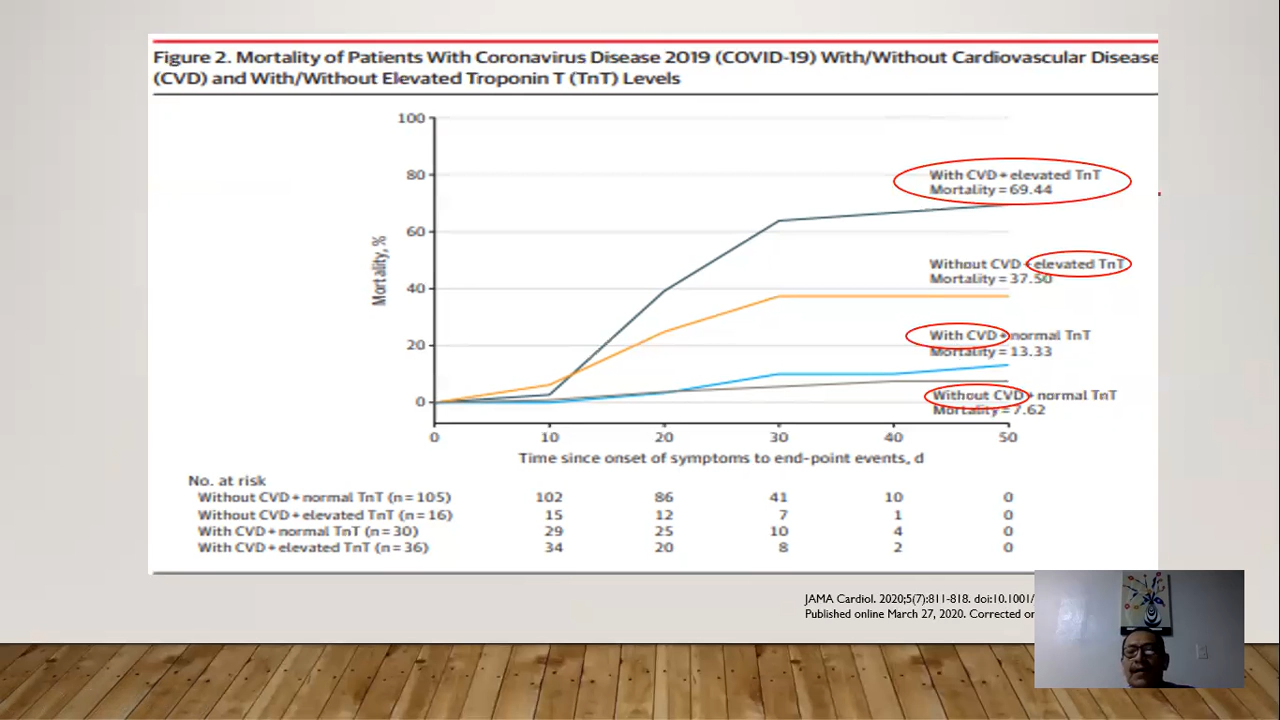 Figure 2. Mortality of Patients With Coronavirus Disease 2019 (COVID-19) With/Without Cardiovascular Disease
(CVD) and With/Without Elevated Troponin T (TnT) Levels
100
80
60
40
20
0
Mortality, %
With CVD + elevated TnT
Mortality = 69.44
Without CVD + elevated TnT
Mortality = 37.50
With CVD + normal TnT
Mortality = 13.33
Without CVD + normal TnT
Mortality = 7.62
0 10 20 30 40 50
Time since onset of symptoms to end-point events, d
No. at risk
Without CVD + normal TnT (n = 105) 102 86 41 10 0
Without CVD + elevated TnT (n = 16) 15 12 7 1 0
With CVD + normal TnT (n = 30) 29 25 10 4 0
With CVD + elevated TnT (n = 36) 34 20 8 2 0
JAMA Cardiol. 2020;5(7):811-818. doi:10.1001/
Published online March 27, 2020. Corrected on